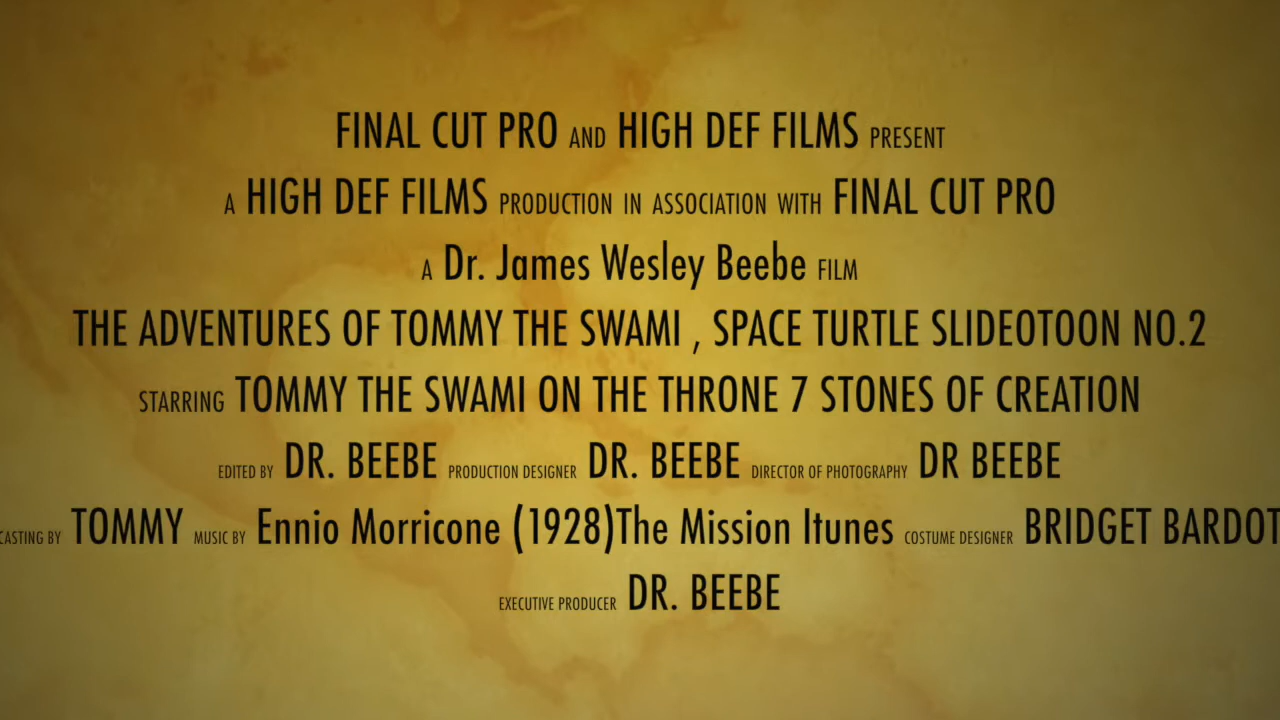 FINAL CUT PRO AND HIGH DEF FILMS PRESENT
A HIGH DEF FILMS PRODUCTION IN ASSOCIATION WITH FINAL CUT PRO
A Dr. James Wesley Beebe FILM
THE ADVENTURES OF TOMMY THE SWAMI , SPACE TURTLE SLIDEOTOON NO.2
STARRING TOMMY THE SWAMI ON THE THRONE 7 STONES OF CREATION
EDITED BY DR. BEEBE PRODUCTION DESIGNER DR. BEEBE DIRECTOR OF PHOTOGRAPHY DR BEEBE
CASTING BY TOMMY MUSIC BY Ennio Morricone (1928)The Mission Itunes COSTUME DESIGNER BRIDGET BARDOT
EXECUTIVE PRODUCER DR. BEEBE